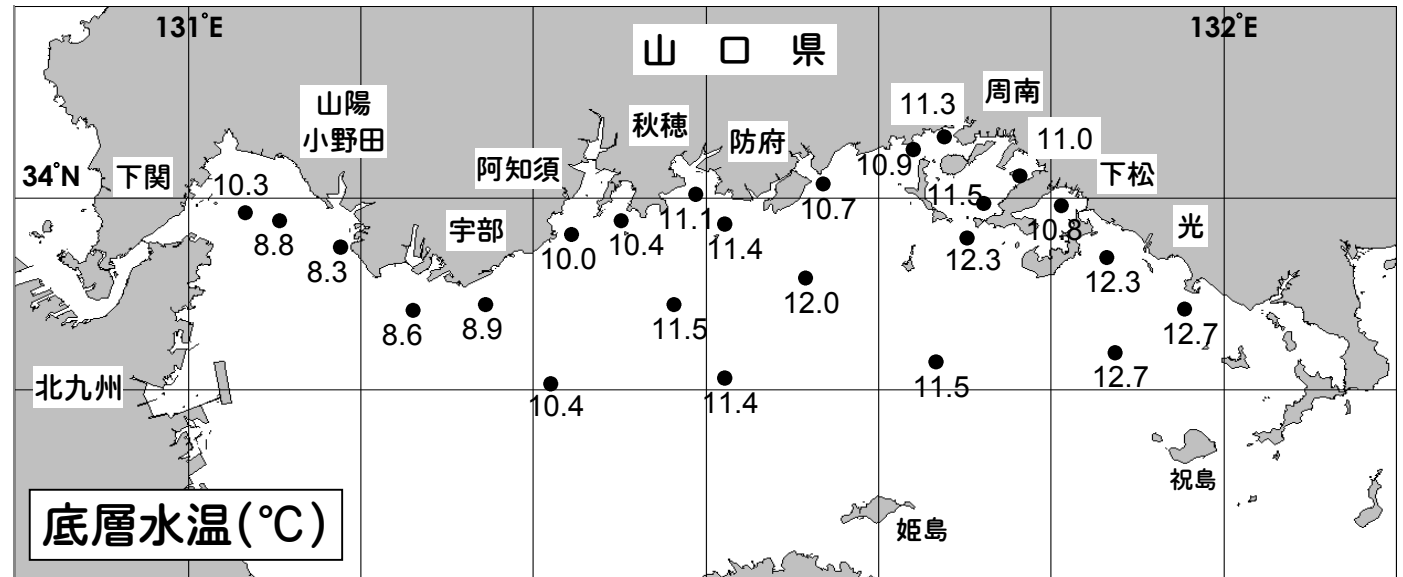 131°E
132°E
山 口 県
山陽
小野田
秋穂
防府
11.3
周南
11.0
34°N
下関
10.3
阿知須
10.9
下松
8.8
8.3
宇部
10.0
10.4
11.1
11.4
10.7
11.5
12.3
10.8
光
12.3
8.6
8.9
11.5
12.0
12.7
北九州
10.4
11.4
11.5
12.7
祝島
底層水温(℃)
姫島